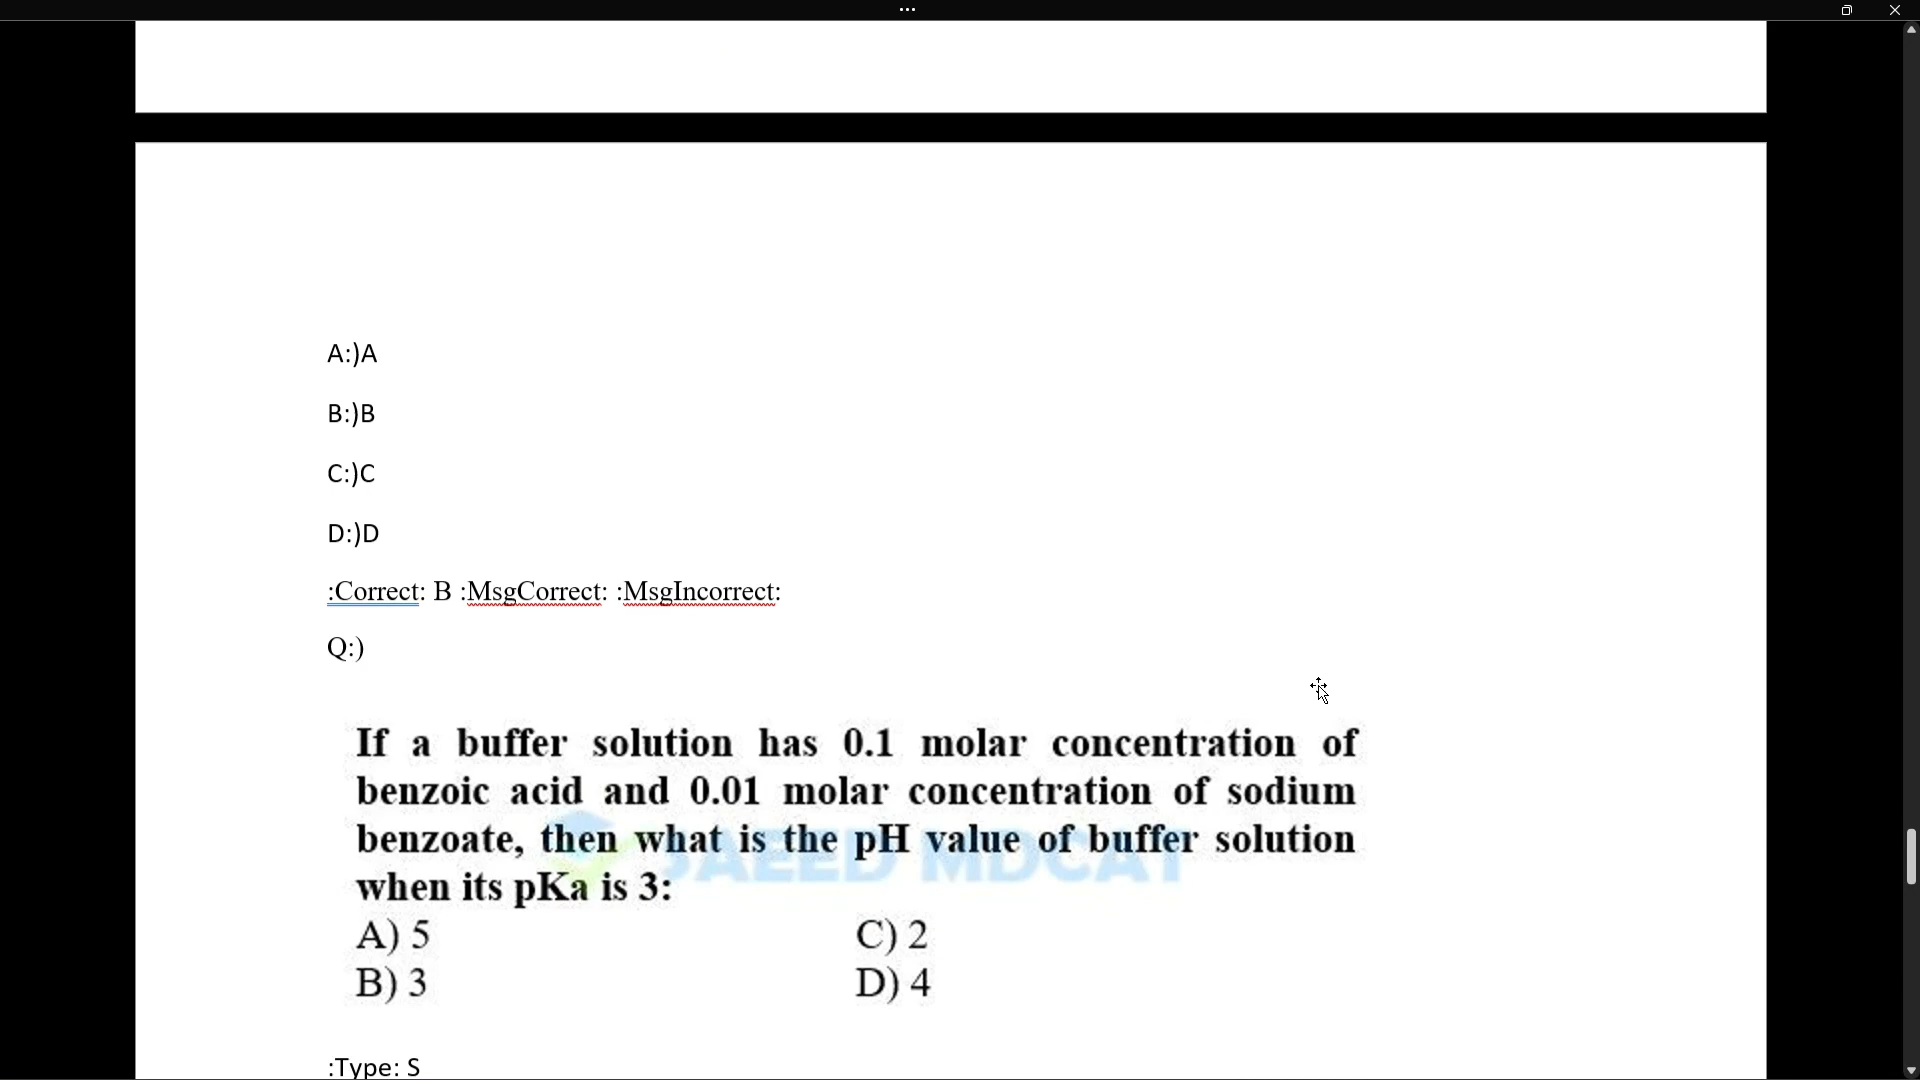 A:)A
B:)B
C:)C
D:)D
:Correct: B :MsgCorrect: :MsgIncorrect:
Q:)
If a buffer solution has 0.1 molar concentration of
benzoic acid and 0.01 molar concentration of sodium
benzoate, then what is the pH value of buffer solution
when its pKa is 3:
SAEED MDCAT
A) 5 C) 2
B) 3 D) 4
:Type: S